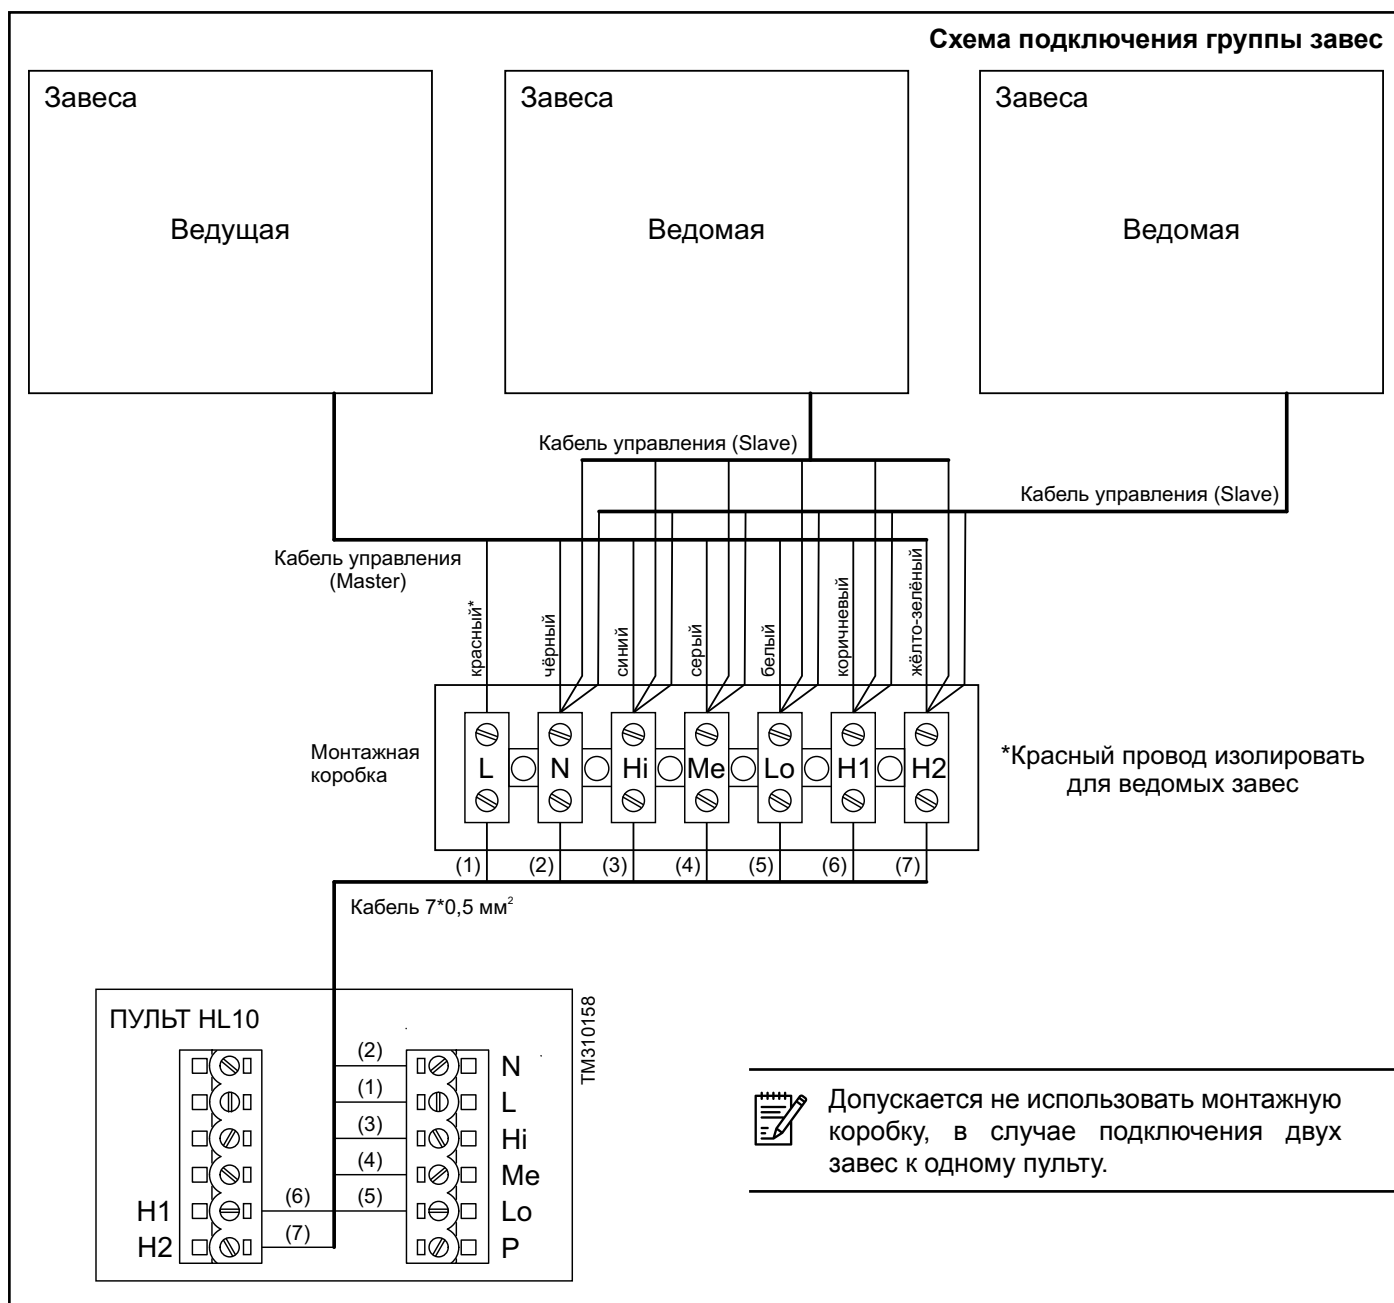 Схема подключения группы завес
Завеса
Ведущая
Завеса
Ведомая
Завеса
Ведомая
Кабель управления (Slave)
Кабель управления (Slave)
Кабель управления
(Master)
красный*
чёрный
синий
серый
белый
коричневый
жёлто-зелёный
Монтажная
коробка
L N Hi Me Lo H1 H2
*Красный провод изолировать
для ведомых завес
(1) (2) (3) (4) (5) (6) (7)
Кабель 7*0,5 мм²
ПУЛЬТ HL10
TM310158
(2) N
(1) L
(3) Hi
(4) Me
H1 (6) (5) Lo
H2 (7) P
Допускается не использовать монтажную
коробку, в случае подключения двух
завес к одному пульту.